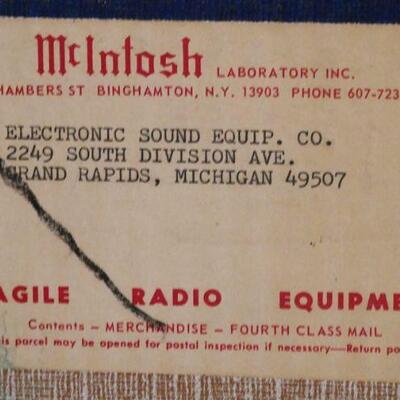 McIntosh LABORATORY INC.
HAMBERS ST BINGHAMTON, N.Y. 13903 PHONE 607-723
ELECTRONIC SOUND EQUIP. CO.
2249 SOUTH DIVISION AVE.
GRAND RAPIDS, MICHIGAN 49507
AGILE RADIO EQUIPME
Contents – MERCHANDISE – FOURTH CLASS MAIL
is parcel may be opened for postal inspection if necessary—Return po